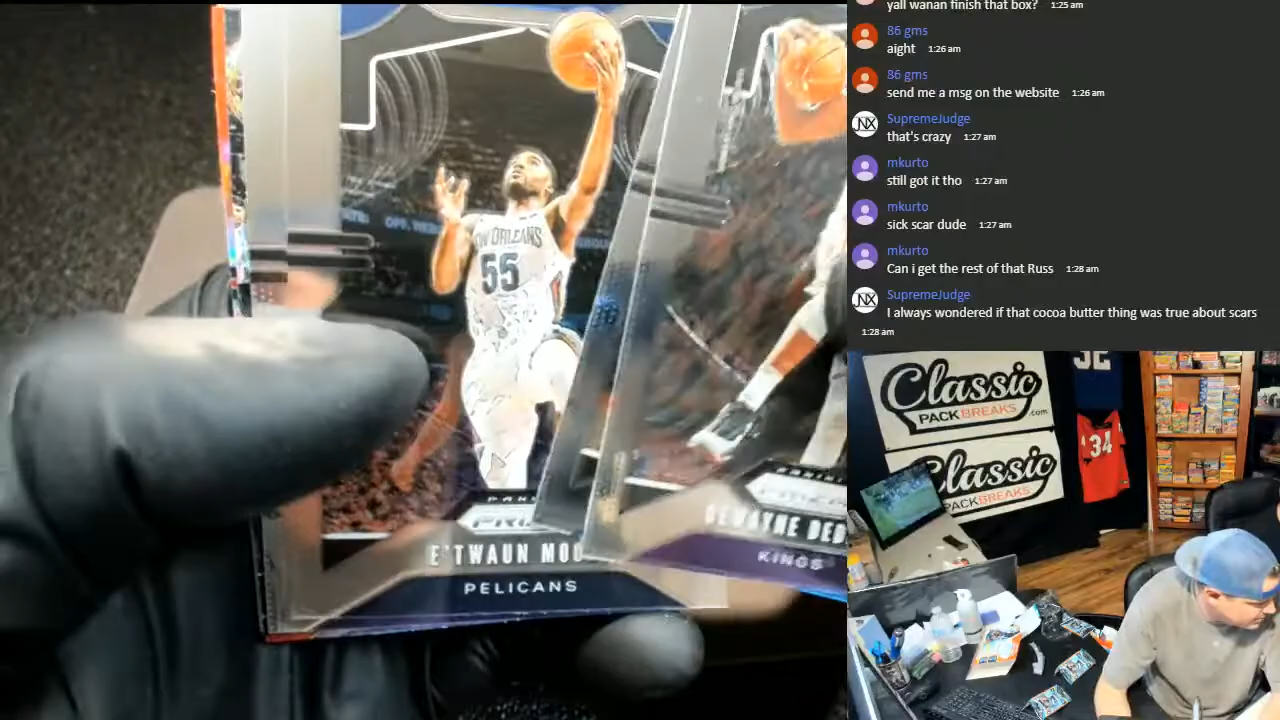 yall wanan finish that box? 1:25 am
86 gms
aight 1:26 am
86 gms
send me a msg on the website 1:26 am
SupremeJudge
that's crazy 1:27 am
mkurto
still got it tho 1:27 am
mkurto
sick scar dude 1:27 am
mkurto
Can i get the rest of that Russ 1:28 am
SupremeJudge
I always wondered if that cocoa butter thing was true about scars
1:28 am
NEW ORLEANS
55
E'TWAUN MOO
PELICANS
DEWAYNE DED
KINGS
Classic
PACKBREAKS.com
Classic
PACKBREAKS
34